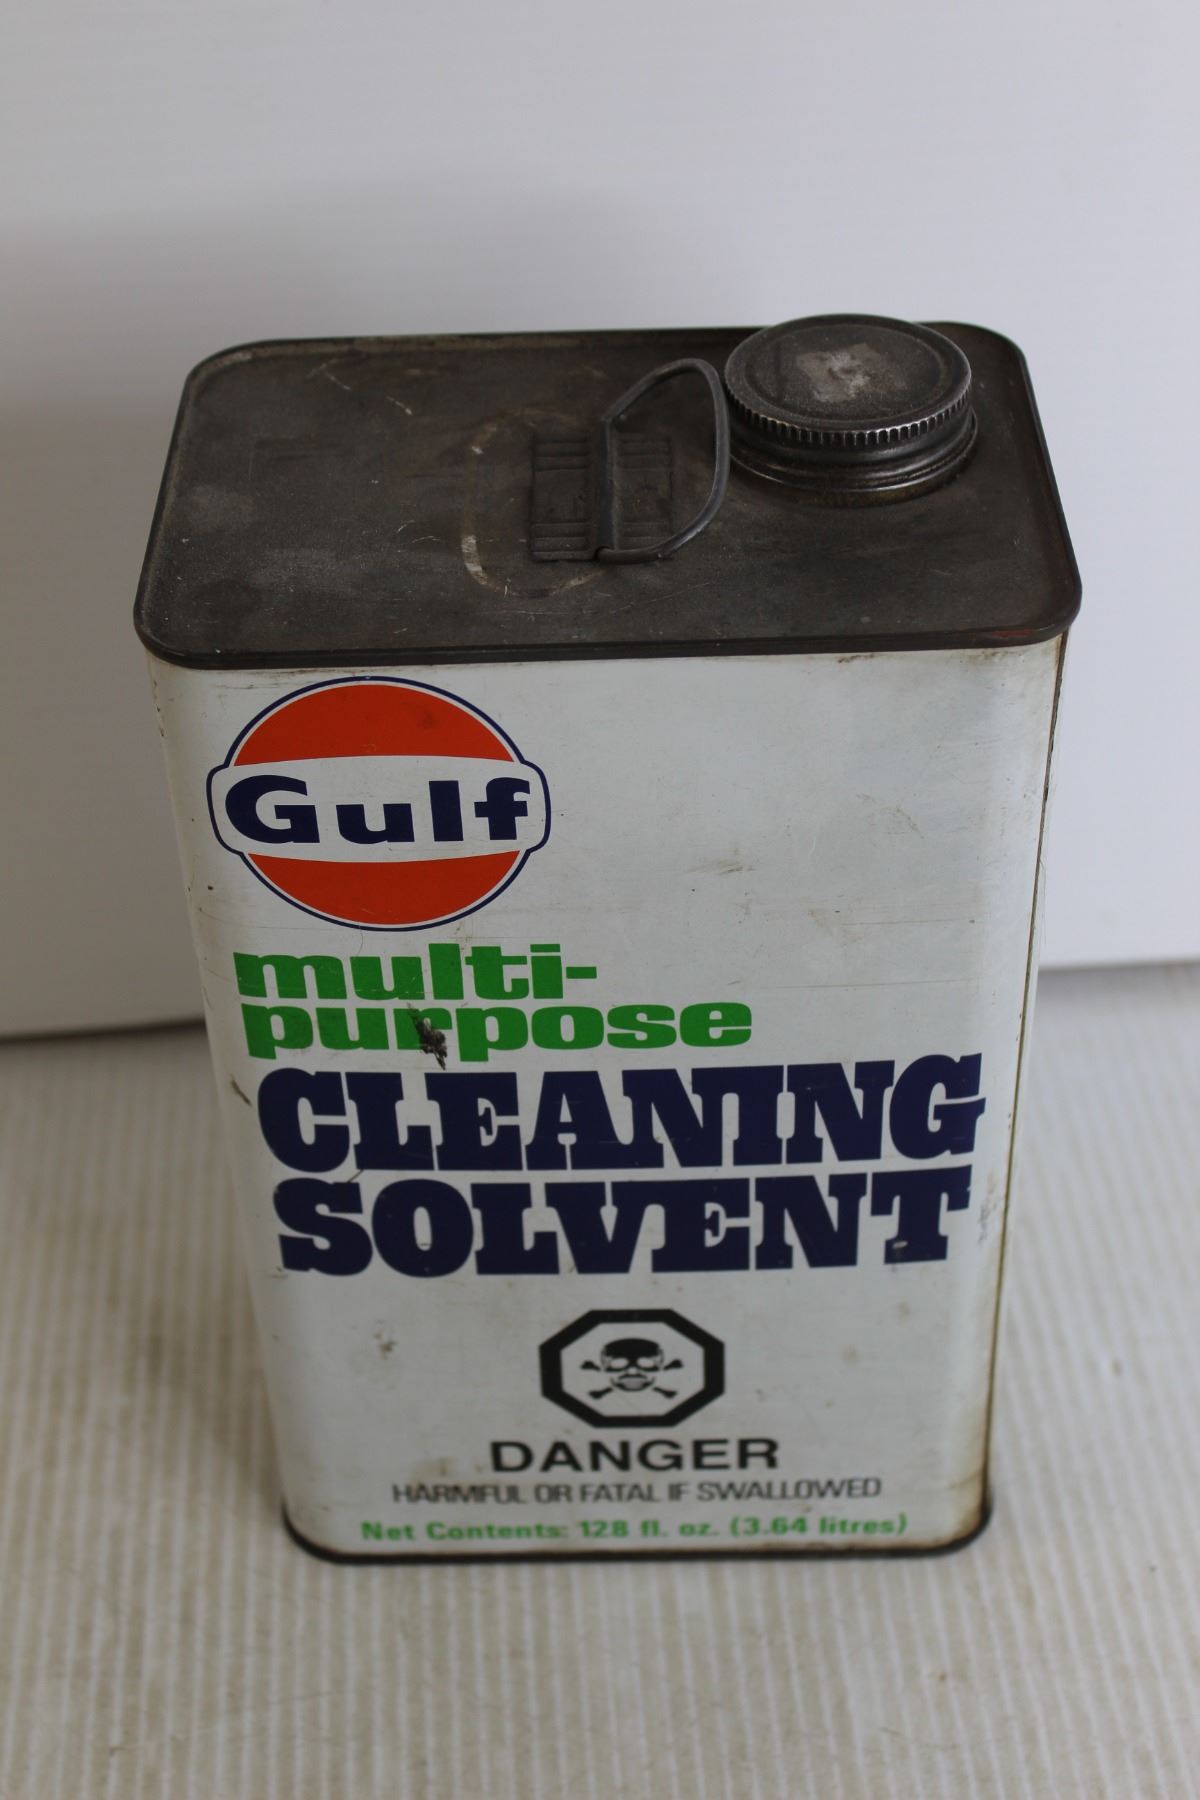 Gulf
multi-
purpose
CLEANING
SOLVENT
DANGER
HARMFUL OR FATAL IF SWALLOWED
Net Contents: 128 fl. oz. (3.64 litres)